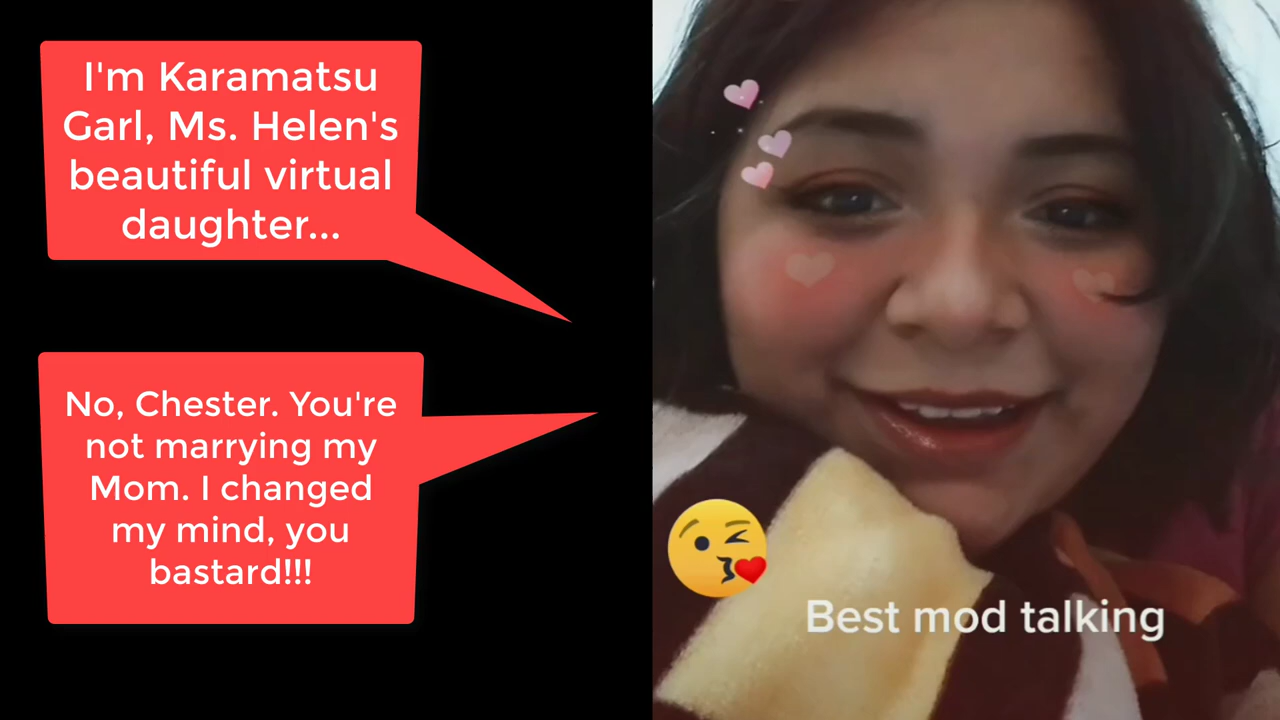 I'm Karamatsu
Garl, Ms. Helen's
beautiful virtual
daughter...
No, Chester. You're
not marrying my
Mom. I changed
my mind, you
bastard!!!
Best mod talking